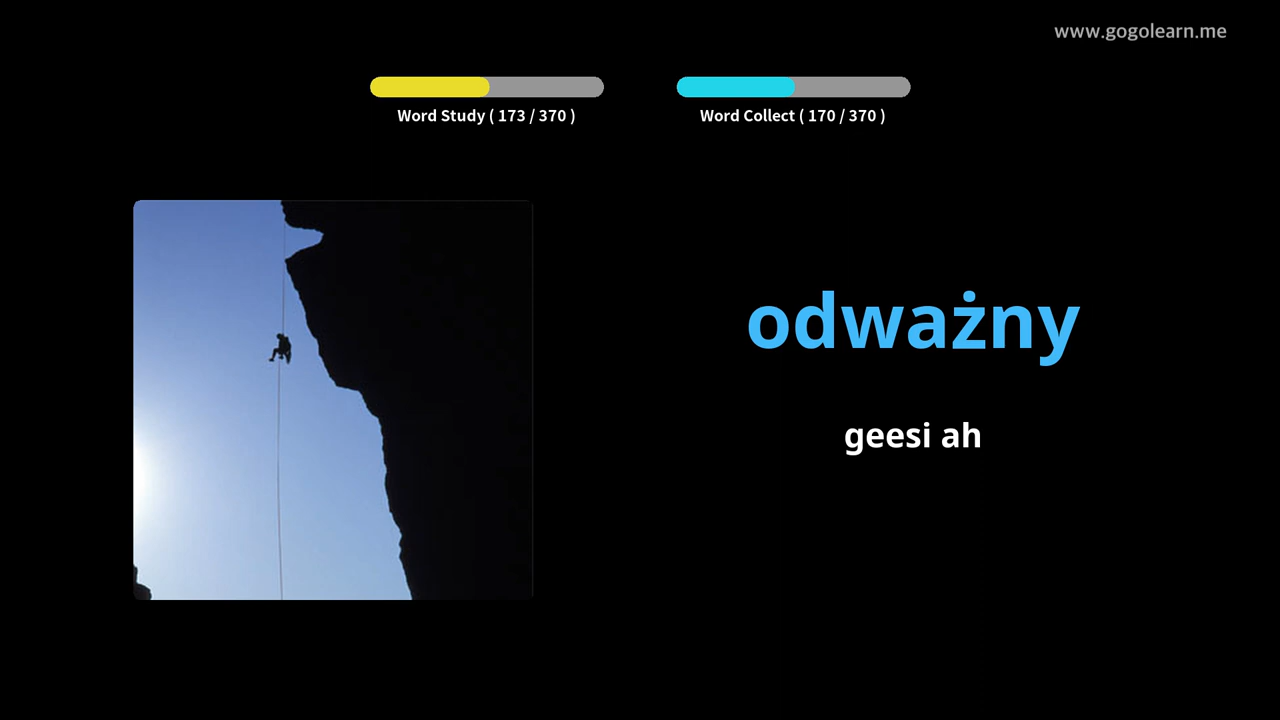 www.gogolearn.me
Word Study ( 173 / 370 )
Word Collect ( 170 / 370 )
odważny
geesi ah